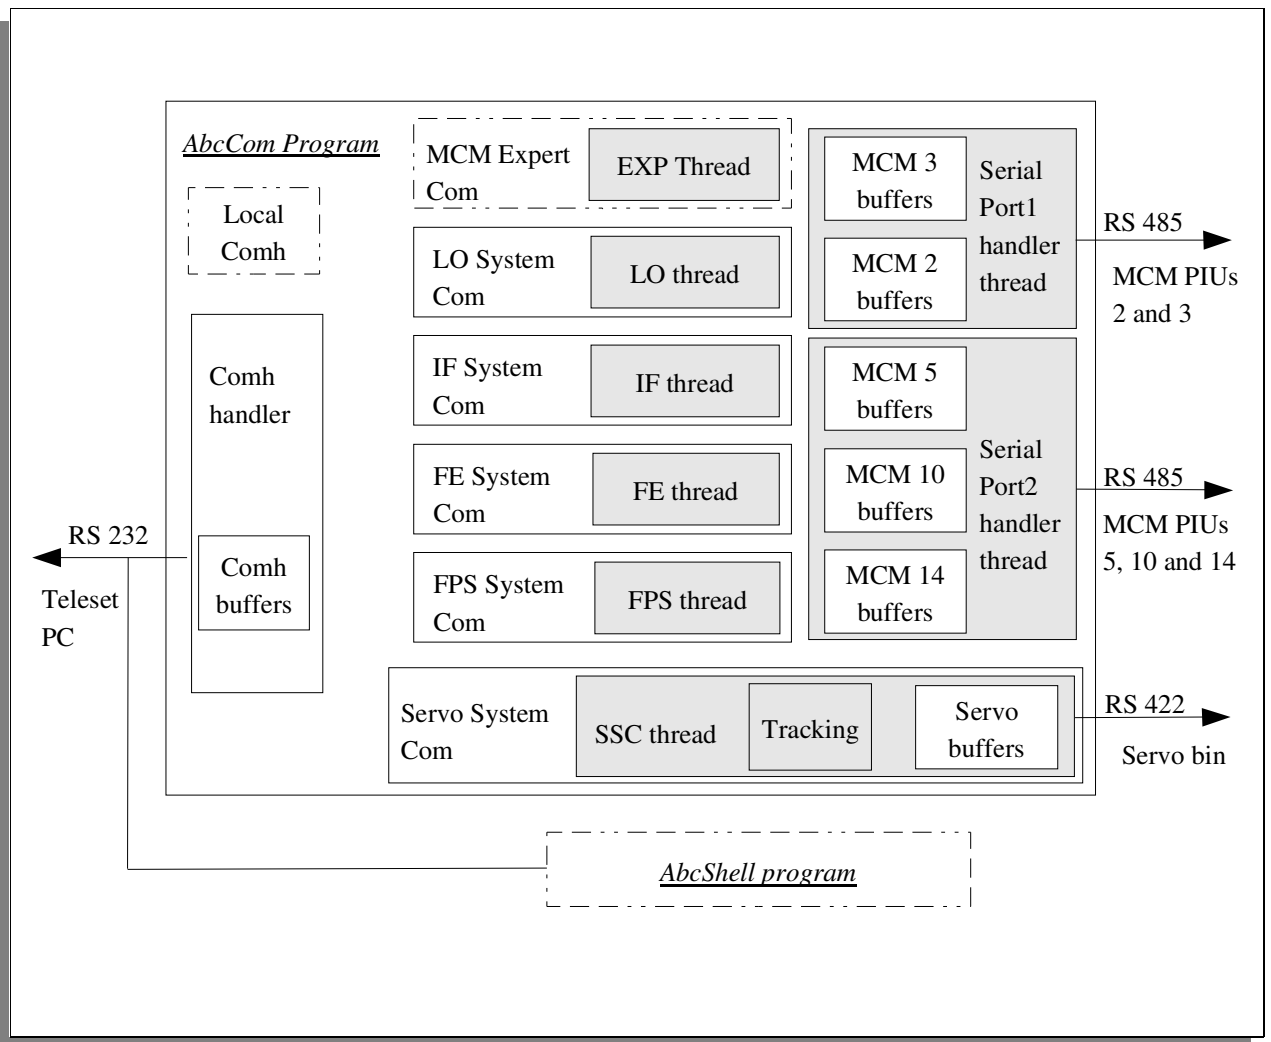 AbcCom Program
Local
Comh
Comh
handler
Comh
buffers
RS 232
Teleset
PC
MCM Expert
Com
EXP Thread
LO System
Com
LO thread
IF System
Com
IF thread
FE System
Com
FE thread
FPS System
Com
FPS thread
MCM 3
buffers
MCM 2
buffers
Serial
Port1
handler
thread
RS 485
MCM PIUs
2 and 3
MCM 5
buffers
MCM 10
buffers
MCM 14
buffers
Serial
Port2
handler
thread
RS 485
MCM PIUs
5, 10 and 14
Servo System
Com
SSC thread
Tracking
Servo
buffers
RS 422
Servo bin
AbcShell program